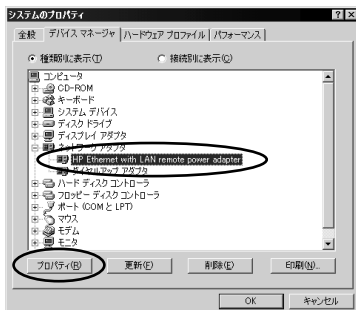 システムのプロパティ
全般 デバイス マネージャ ハードウェア プロファイル パフォーマンス
種類別に表示(T) 接続別に表示(C)
コンピュータ
CD-ROM
キーボード
システム デバイス
ディスク ドライブ
ディスプレイ アダプタ
ネットワーク アダプタ
HP Ethernet with LAN remote power adapter
ダイヤルアップ アダプタ
ハード ディスク コントローラ
フロッピー ディスク コントローラ
ポート (COM と LPT)
マウス
モデム
モニタ
プロパティ(R) 更新(F) 削除(E) 印刷(N)...
OK キャンセル